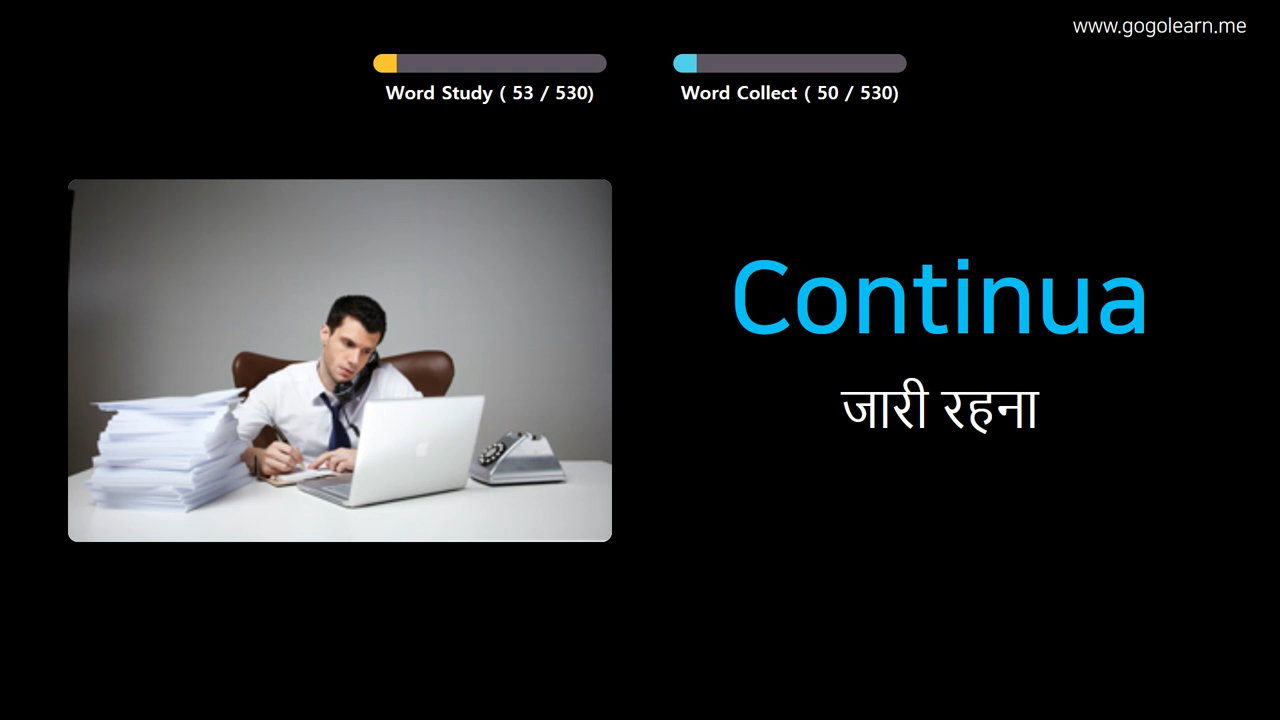 www.gogolearn.me
Word Study ( 53 / 530)
Word Collect ( 50 / 530)
Continua
जारी रहना